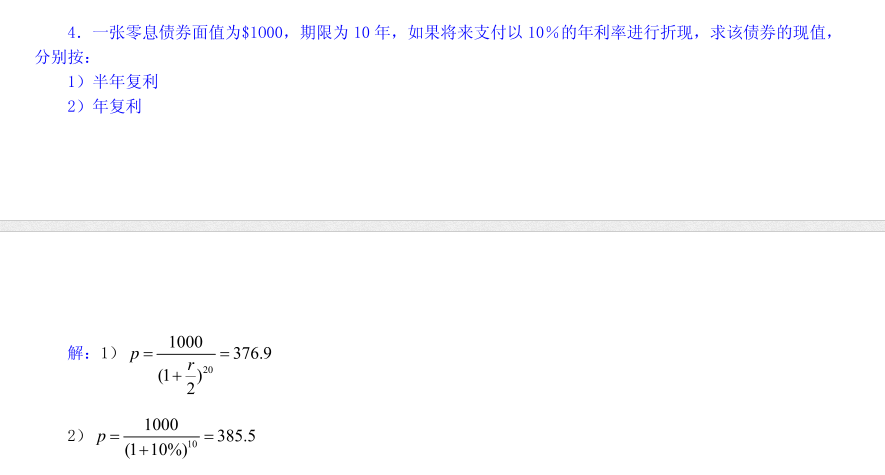 4．一张零息债券面值为$1000，期限为 10 年，如果将来支付以 10％的年利率进行折现，求该债券的现值，
分别按：
1）半年复利
2）年复利
解：1） p = 1000 / (1 + r/2)^20 = 376.9
2） p = 1000 / (1+10%)^10 = 385.5